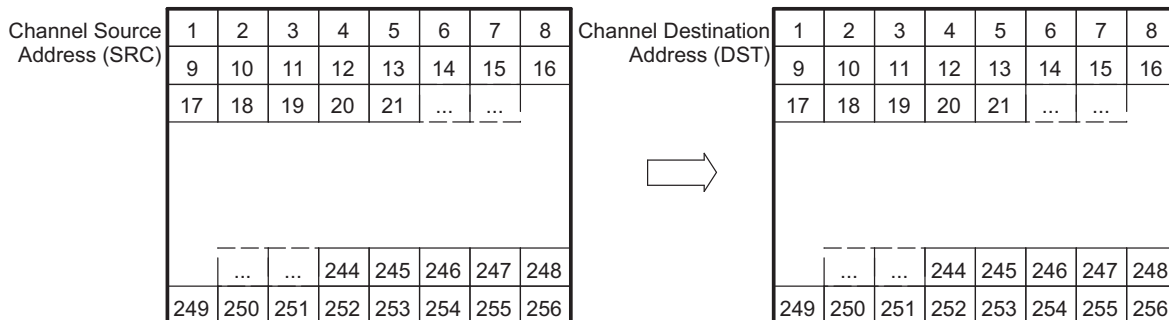 Channel Source
Address (SRC)
1 2 3 4 5 6 7 8
9 10 11 12 13 14 15 16
17 18 19 20 21 ... ...
... ... 244 245 246 247 248
249 250 251 252 253 254 255 256
Channel Destination
Address (DST)
1 2 3 4 5 6 7 8
9 10 11 12 13 14 15 16
17 18 19 20 21 ... ...
... ... 244 245 246 247 248
249 250 251 252 253 254 255 256